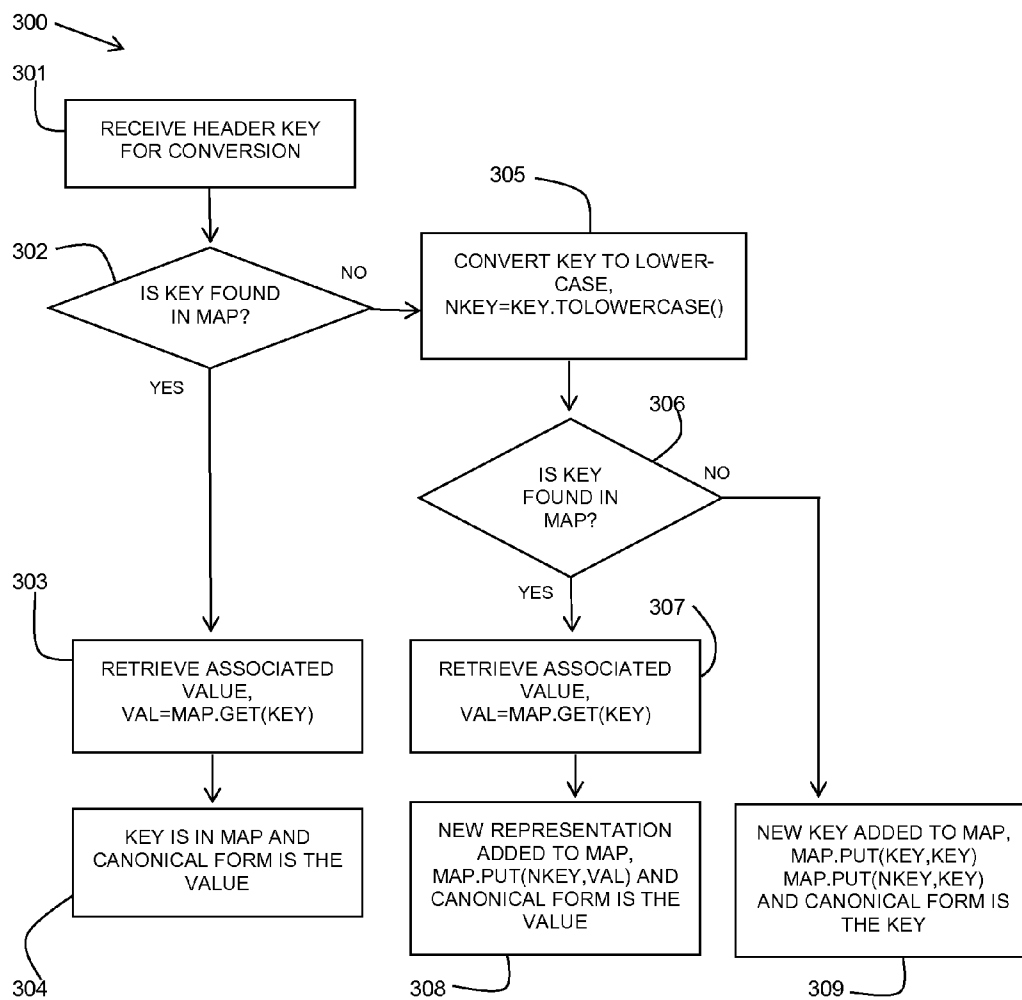 300
301
RECEIVE HEADER KEY
FOR CONVERSION
302
IS KEY FOUND
IN MAP?
NO
YES
305
CONVERT KEY TO LOWER-
CASE,
NKEY=KEY.TOLOWERCASE()
306
IS KEY
FOUND IN
MAP?
NO
YES
303
RETRIEVE ASSOCIATED
VALUE,
VAL=MAP.GET(KEY)
307
RETRIEVE ASSOCIATED
VALUE,
VAL=MAP.GET(KEY)
KEY IS IN MAP AND
CANONICAL FORM IS THE
VALUE
304
NEW REPRESENTATION
ADDED TO MAP,
MAP.PUT(NKEY,VAL) AND
CANONICAL FORM IS THE
VALUE
308
NEW KEY ADDED TO MAP,
MAP.PUT(KEY,KEY)
MAP.PUT(NKEY,KEY)
AND CANONICAL FORM IS
THE KEY
309